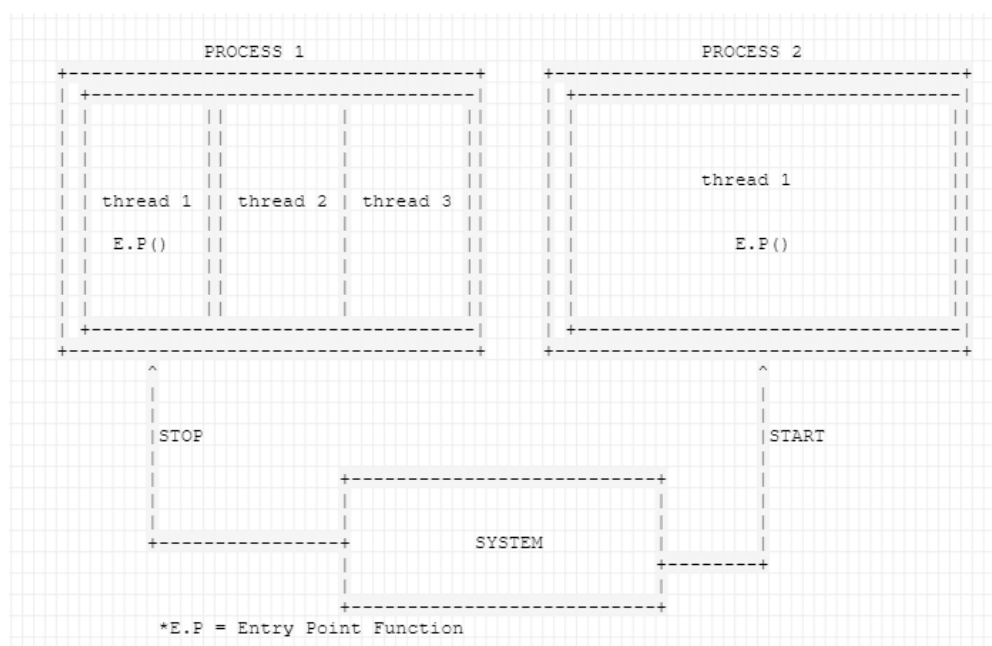 PROCESS 1
PROCESS 2
thread 1
thread 2
thread 3
E.P()
thread 1
E.P()
STOP
START
SYSTEM
*E.P = Entry Point Function